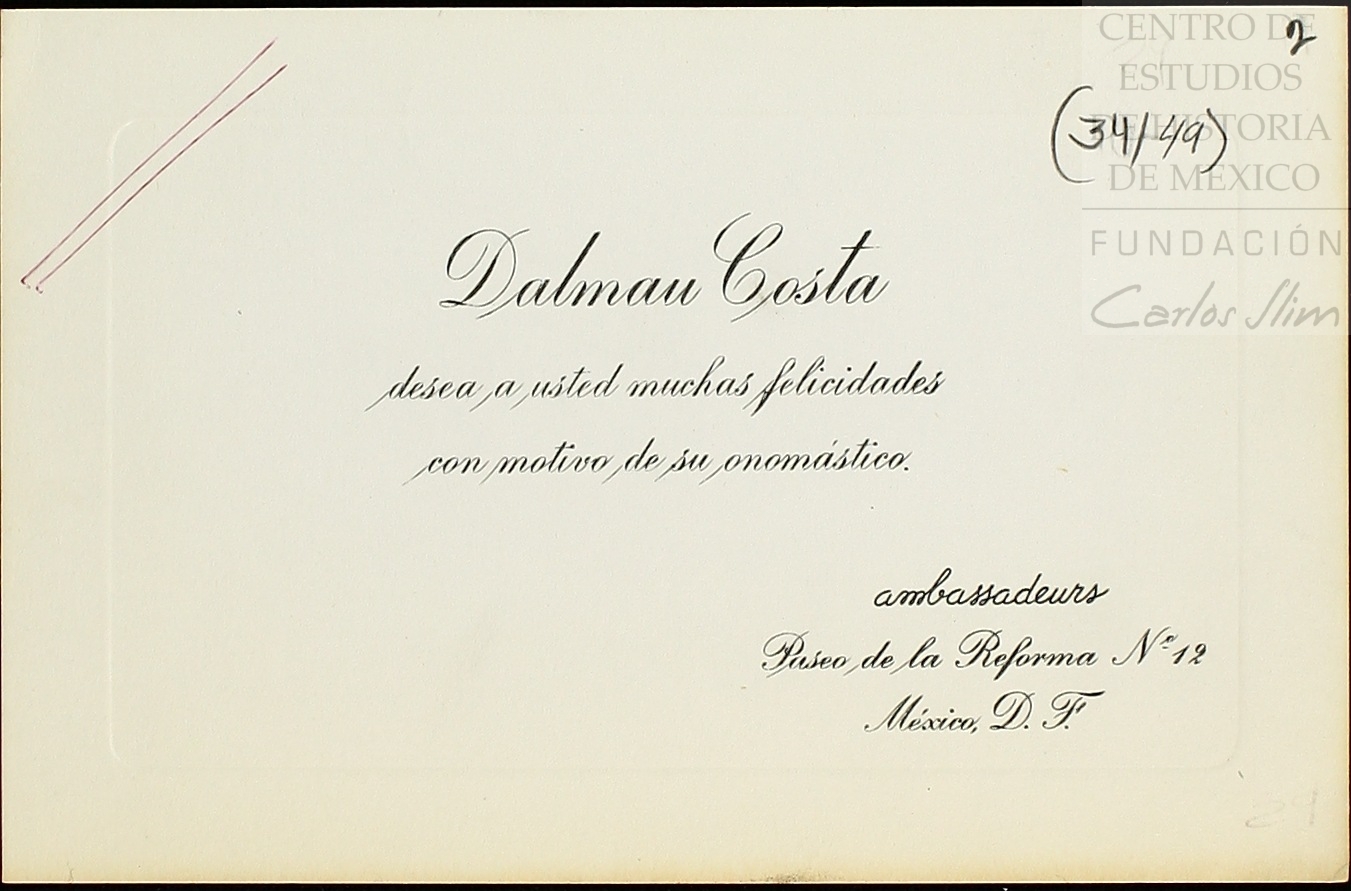 CENTRO DE
ESTUDIOS
DE HISTORIA
DE MÉXICO
FUNDACIÓN
Carlos Slim
2
(34/49)
Dalmau Costa
desea a usted muchas felicidades
con motivo de su onomástico.
ambassadeurs
Paseo de la Reforma Nº 12
México, D. F.
24